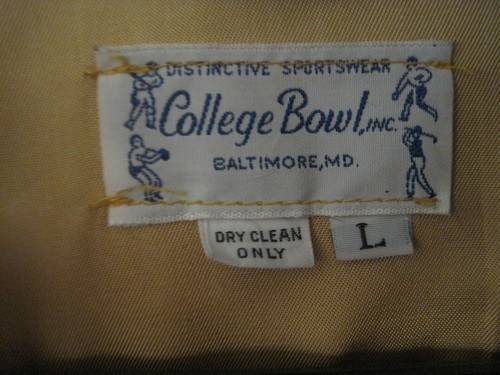 DISTINCTIVE SPORTSWEAR
College Bowl, INC.
BALTIMORE, MD.
DRY CLEAN
ONLY
L